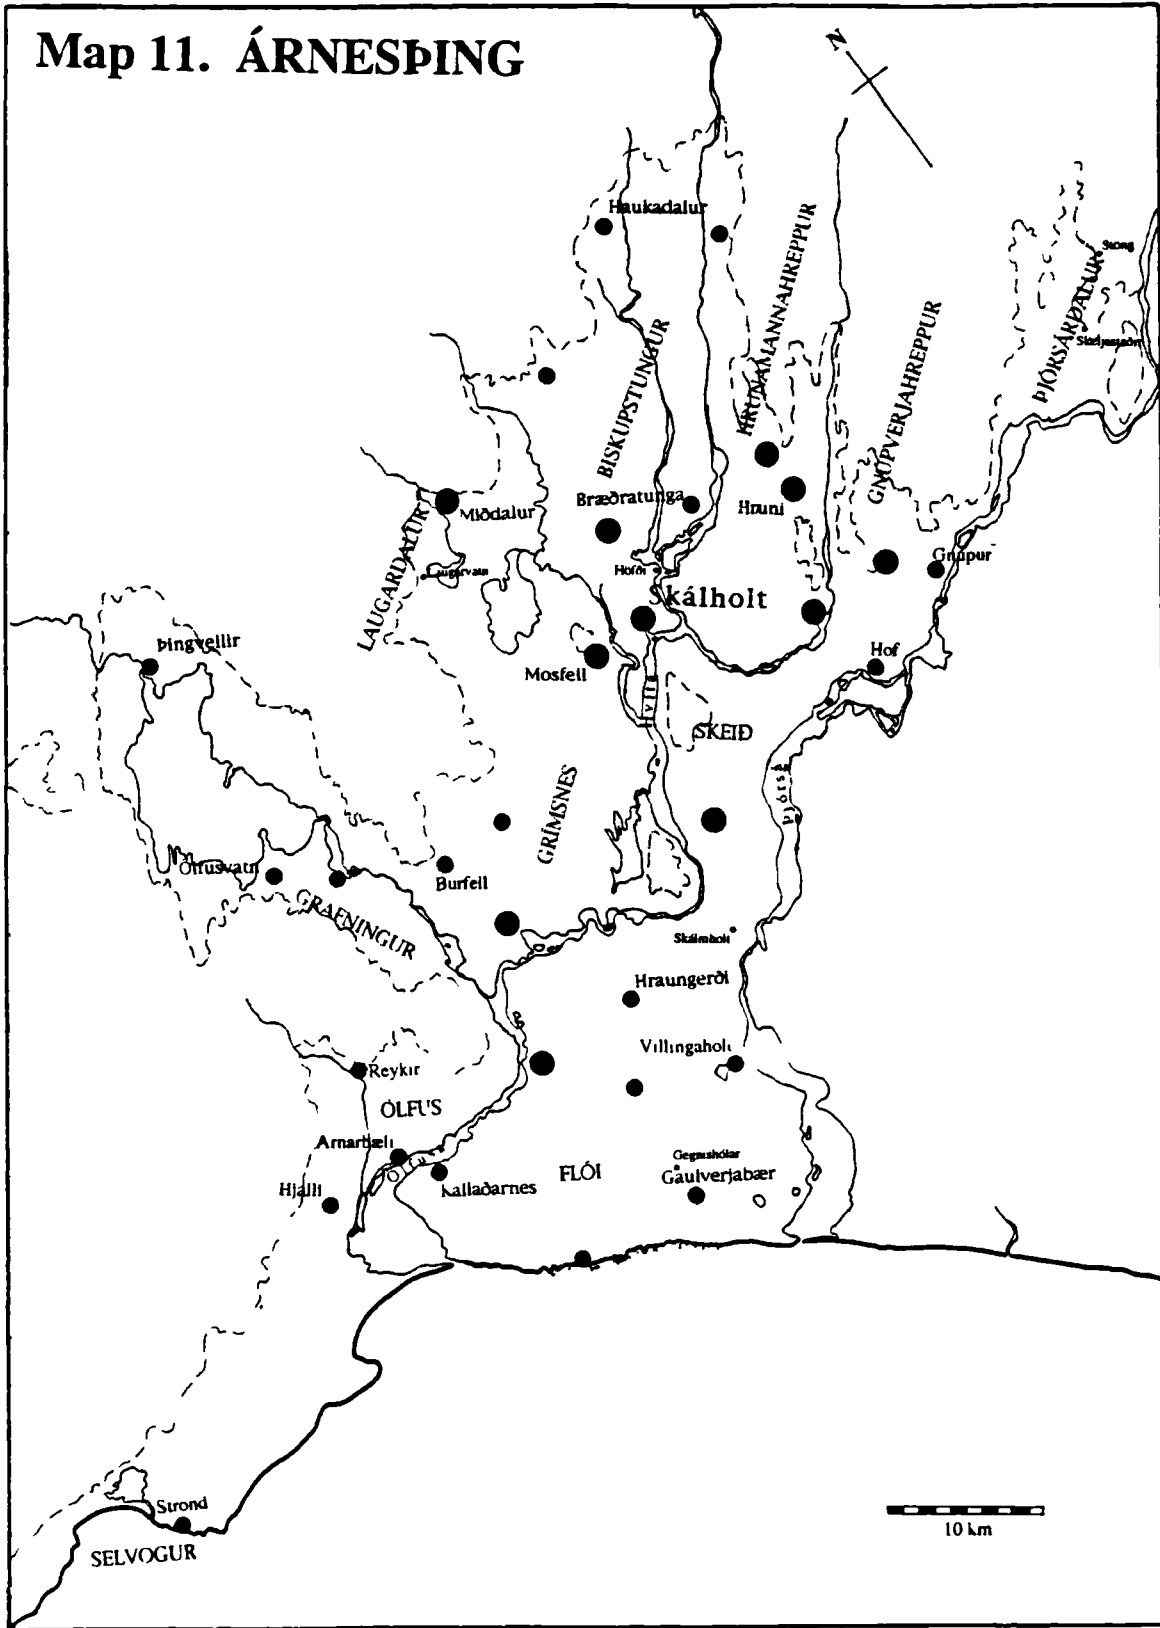 Map 11. ÁRNESÞING
N
Haukadalur
HRUNAMANNAHREPPUR
Stong
ÞJÓRSÁRDALUR
BISKUPSTUNGUR
GNÚPVERJAHREPPUR
Bræðratunga
Hruni
Miðdalur
LAUGARDALUR
Laugarvatn
Hofði
Gnúpur
Skálholt
Þingvellir
Hof
Mosfell
Hvítá
SKEIÐ
Þjórsá
GRÍMSNES
Ölfusvatn
Burfell
GRAFNINGUR
Skálmholt
Hraungerði
Villingaholt
Reykir
ÖLFUS
Arnarbæli
Gegnishólar
FLÓI
Gaulverjabær
Hjalli
Kallaðarnes
Strond
SELVOGUR
10 km